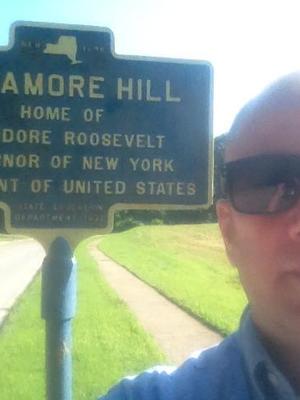 NEW YORK
AMORE HILL
HOME OF
DORE ROOSEVELT
RNOR OF NEW YORK
NT OF UNITED STATES
STATE EDUCATION
DEPARTMENT